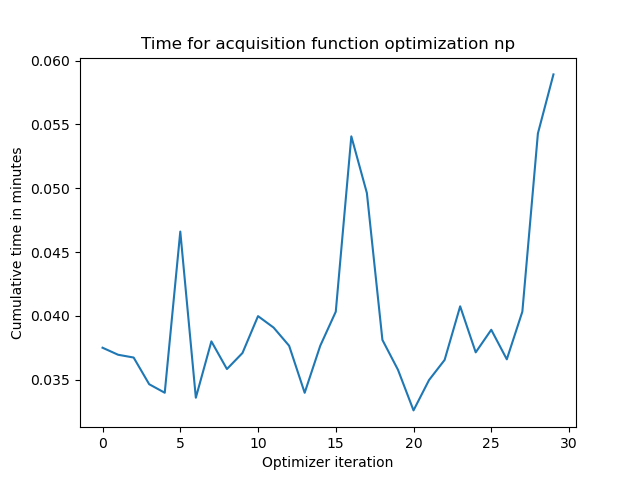 Time for acquisition function optimization np
0.060
0.055
0.050
0.045
0.040
0.035
Cumulative time in minutes
0 5 10 15 20 25 30
Optimizer iteration